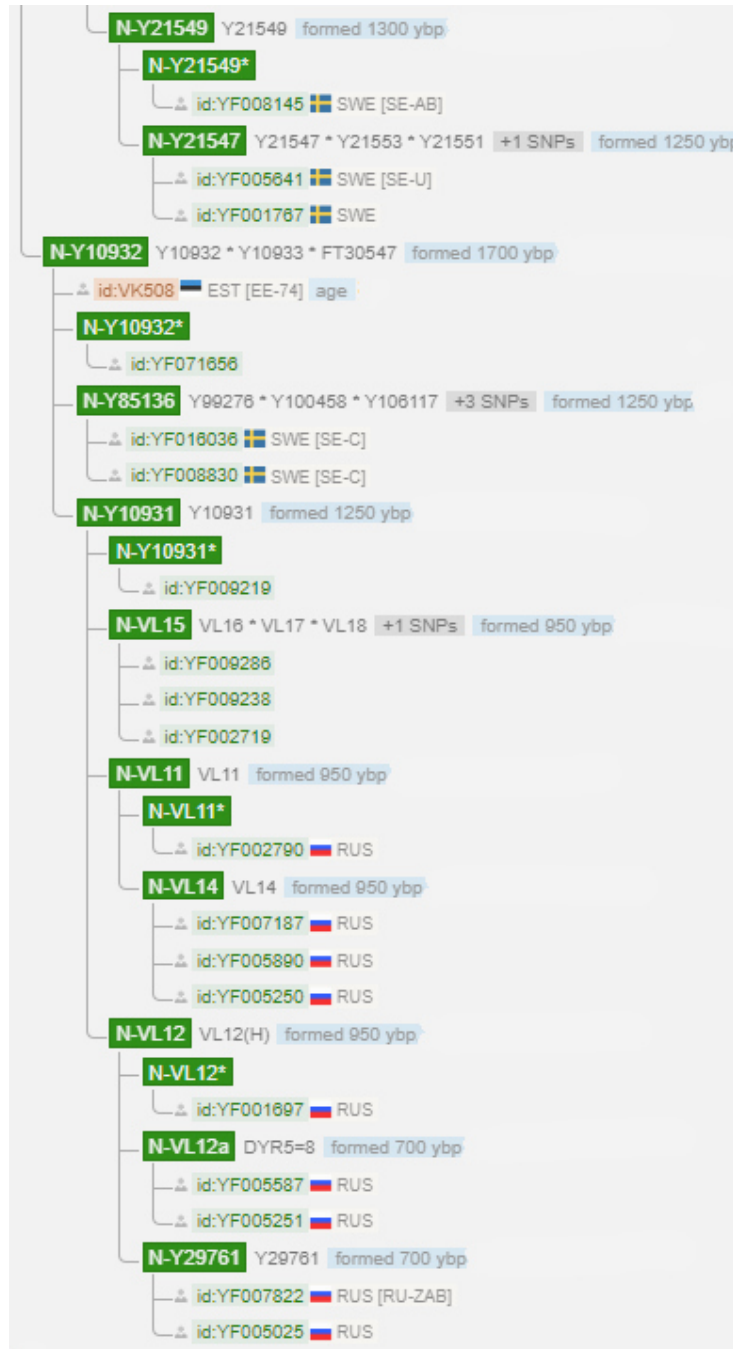 N-Y21549 Y21549 formed 1300 ybp
N-Y21549*
id:YF008145 SWE [SE-AB]
N-Y21547 Y21547 * Y21553 * Y21551 +1 SNPs formed 1250 ybp
id:YF005641 SWE [SE-U]
id:YF001767 SWE
N-Y10932 Y10932 * Y10933 * FT30547 formed 1700 ybp
id:VK508 EST [EE-74] age
N-Y10932*
id:YF071656
N-Y85136 Y99276 * Y100458 * Y106117 +3 SNPs formed 1250 ybp
id:YF016036 SWE [SE-C]
id:YF008830 SWE [SE-C]
N-Y10931 Y10931 formed 1250 ybp
N-Y10931*
id:YF009219
N-VL15 VL16 * VL17 * VL18 +1 SNPs formed 950 ybp
id:YF009286
id:YF009238
id:YF002719
N-VL11 VL11 formed 950 ybp
N-VL11*
id:YF002790 RUS
N-VL14 VL14 formed 950 ybp
id:YF007187 RUS
id:YF005890 RUS
id:YF005250 RUS
N-VL12 VL12(H) formed 950 ybp
N-VL12*
id:YF001697 RUS
N-VL12a DYR5=8 formed 700 ybp
id:YF005587 RUS
id:YF005251 RUS
N-Y29761 Y29761 formed 700 ybp
id:YF007822 RUS [RU-ZAB]
id:YF005025 RUS